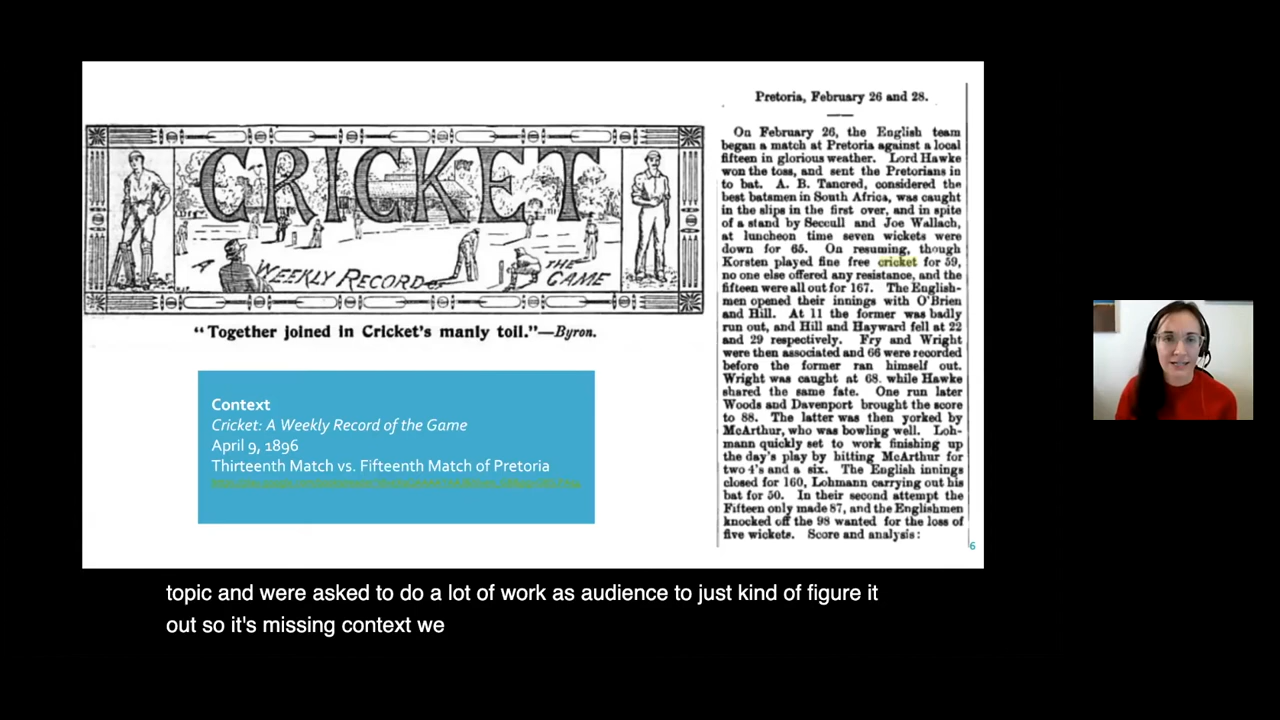 CRICKET
A WEEKLY RECORD OF THE GAME
"Together joined in Cricket's manly toil."—Byron.
Context
Cricket: A Weekly Record of the Game
April 9, 1896
Thirteenth Match vs. Fifteenth Match of Pretoria
Pretoria, February 26 and 28.
On February 26, the English team
began a match at Pretoria against a local
fifteen in glorious weather. Lord Hawke
won the toss, and sent the Pretorians in
to bat. A. B. Tancred, considered the
best batsmen in South Africa, was caught
in the slips in the first over, and in spite
of a stand by Seccull and Joe Wallach,
at luncheon time seven wickets were
down for 65. On resuming, though
Korsten played fine free cricket for 59,
no one else offered any resistance, and the
fifteen were all out for 167. The English-
men opened their innings with O'Brien
and Hill. At 11 the former was badly
run out, and Hill and Hayward fell at 22
and 29 respectively. Fry and Wright
were then associated and 66 were recorded
before the former ran himself out.
Wright was caught at 68. while Hawke
shared the same fate. One run later
Woods and Davenport brought the score
to 88. The latter was then yorked by
McArthur, who was bowling well. Loh-
mann quickly set to work finishing up
the day's play by hitting McArthur for
two 4's and a six. The English innings
closed for 160, Lohmann carrying out his
bat for 50. In their second attempt the
Fifteen only made 87, and the Englishmen
knocked off the 98 wanted for the loss of
five wickets. Score and analysis:
6
topic and were asked to do a lot of work as audience to just kind of figure it
out so it's missing context we